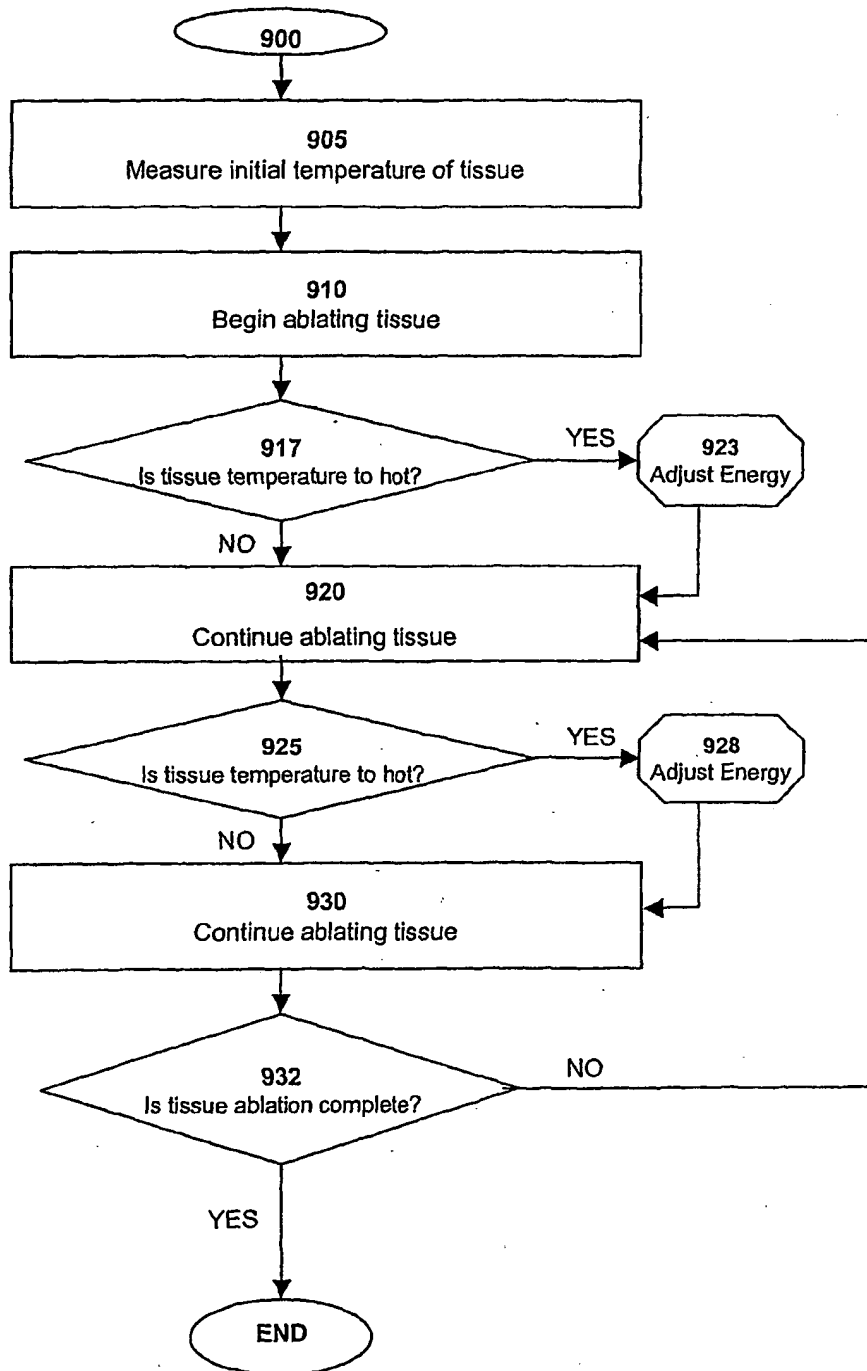 900
905
Measure initial temperature of tissue
910
Begin ablating tissue
917
Is tissue temperature to hot?
YES
923
Adjust Energy
NO
920
Continue ablating tissue
925
Is tissue temperature to hot?
YES
928
Adjust Energy
NO
930
Continue ablating tissue
932
Is tissue ablation complete?
NO
YES
END